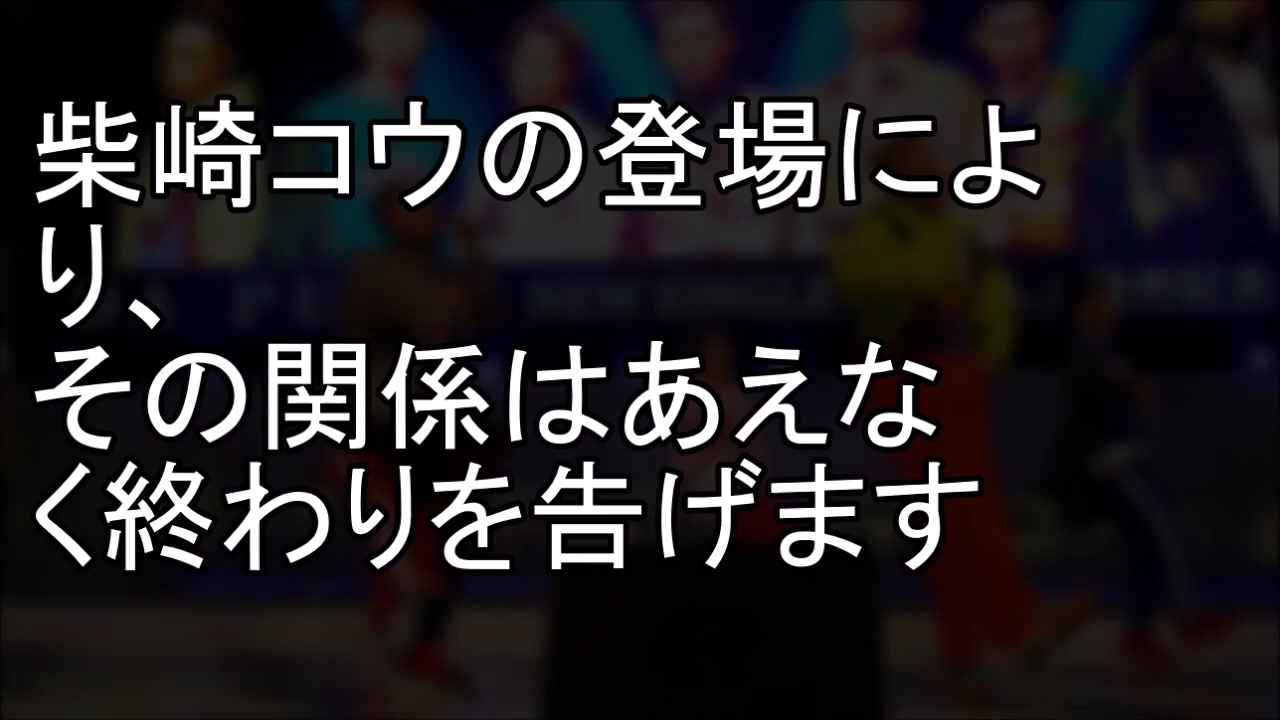 柴崎コウの登場によ
り、
その関係はあえな
く終わりを告げます